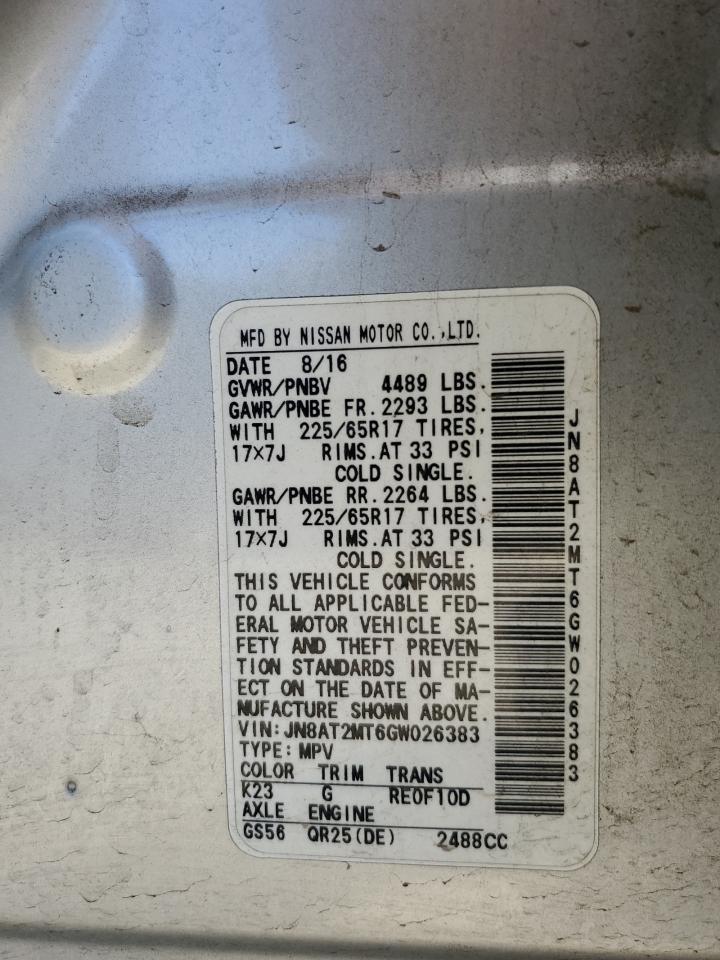 MFD BY NISSAN MOTOR CO.,LTD.
DATE 8/16
GVWR/PNBV 4489 LBS.
GAWR/PNBE FR. 2293 LBS.
WITH 225/65R17 TIRES,
17×7J RIMS. AT 33 PSI
COLD SINGLE.
GAWR/PNBE RR. 2264 LBS.
WITH 225/65R17 TIRES,
17×7J RIMS. AT 33 PSI
COLD SINGLE.
THIS VEHICLE CONFORMS
TO ALL APPLICABLE FED-
ERAL MOTOR VEHICLE SA-
FETY AND THEFT PREVEN-
TION STANDARDS IN EFF-
ECT ON THE DATE OF MA-
NUFACTURE SHOWN ABOVE.
VIN: JN8AT2MT6GW026383
TYPE: MPV
COLOR TRIM TRANS
K23 G RE0F10D
AXLE ENGINE
GS56 QR25(DE) 2488CC
JN8AT2MT6GW026383